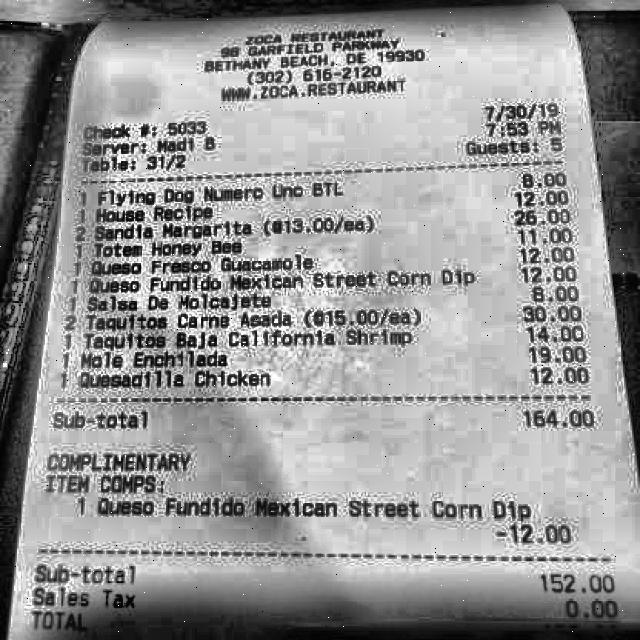 ZOCA RESTAURANT
98 GARFIELD PARKWAY
BETHANY BEACH, DE 19930
(302) 616-2120
WWW.ZOCA.RESTAURANT
Check #: 5033 7/30/19
Server: Madi B 7:53 PM
Table: 31/2 Guests: 5
1 Flying Dog Numero Uno BTL 8.00
1 House Recipe 12.00
2 Sandia Margarita (@13.00/ea) 26.00
1 Totem Honey Bee 11.00
1 Queso Fresco Guacamole 12.00
1 Queso Fundido Mexican Street Corn Dip 12.00
1 Salsa De Molcajete 8.00
2 Taquitos Carne Asada (@15.00/ea) 30.00
1 Taquitos Baja California Shrimp 14.00
1 Mole Enchilada 19.00
1 Quesadilla Chicken 12.00
Sub-total 164.00
COMPLIMENTARY
ITEM COMPS:
1 Queso Fundido Mexican Street Corn Dip
-12.00
Sub-total 152.00
Sales Tax 0.00
TOTAL